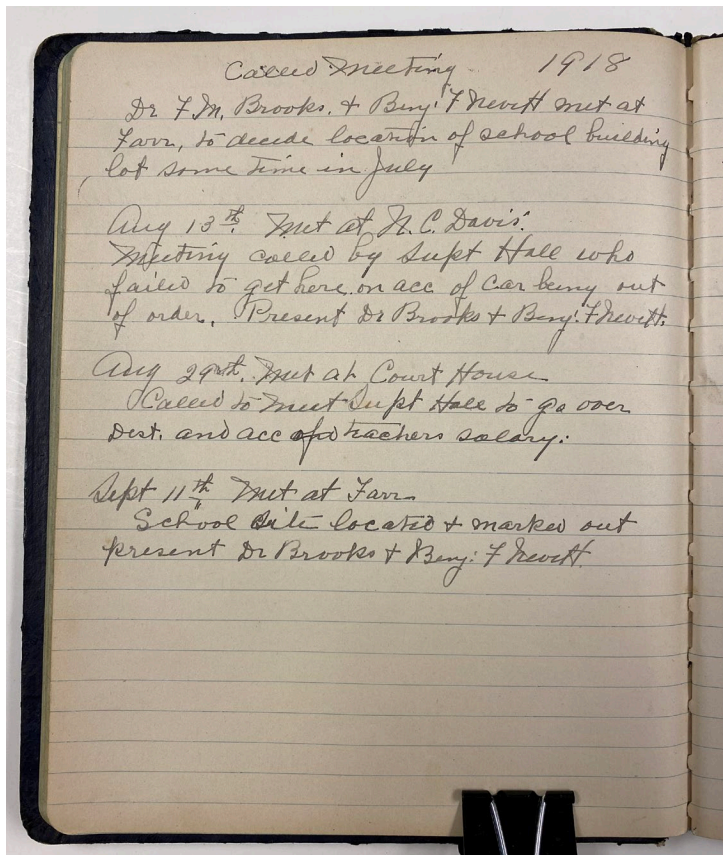 Called Meeting 1918
Dr F. M. Brooks. & Benj. F Nevitt met at
Farr, to decide location of school building
lot some time in July
Aug 13th. Met at N. C. Davis'.
Meeting called by Supt Hall who
failed to get here on acc of car being out
of order. Present Dr Brooks & Benj. F Nevitt.
Aug 29th. Met at Court House
Called to meet Supt Hall to go over
Dist. and acc of teachers salary.
Sept 11th Met at Farr
School site located & marked out
present Dr Brooks & Benj. F Nevitt.